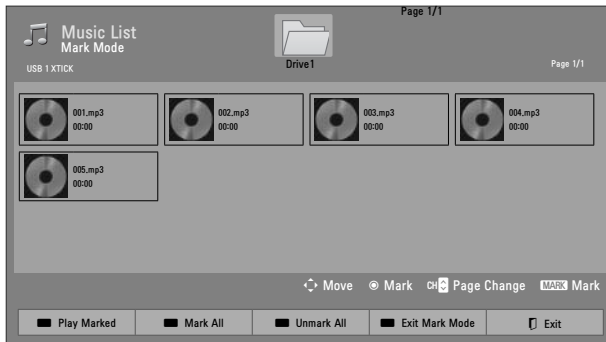 Page 1/1
Music List
Mark Mode
USB 1 XTICK
Drive1
Page 1/1
001.mp3
00:00
002.mp3
00:00
003.mp3
00:00
004.mp3
00:00
005.mp3
00:00
Move Mark CH Page Change MARK Mark
Play Marked Mark All Unmark All Exit Mark Mode Exit